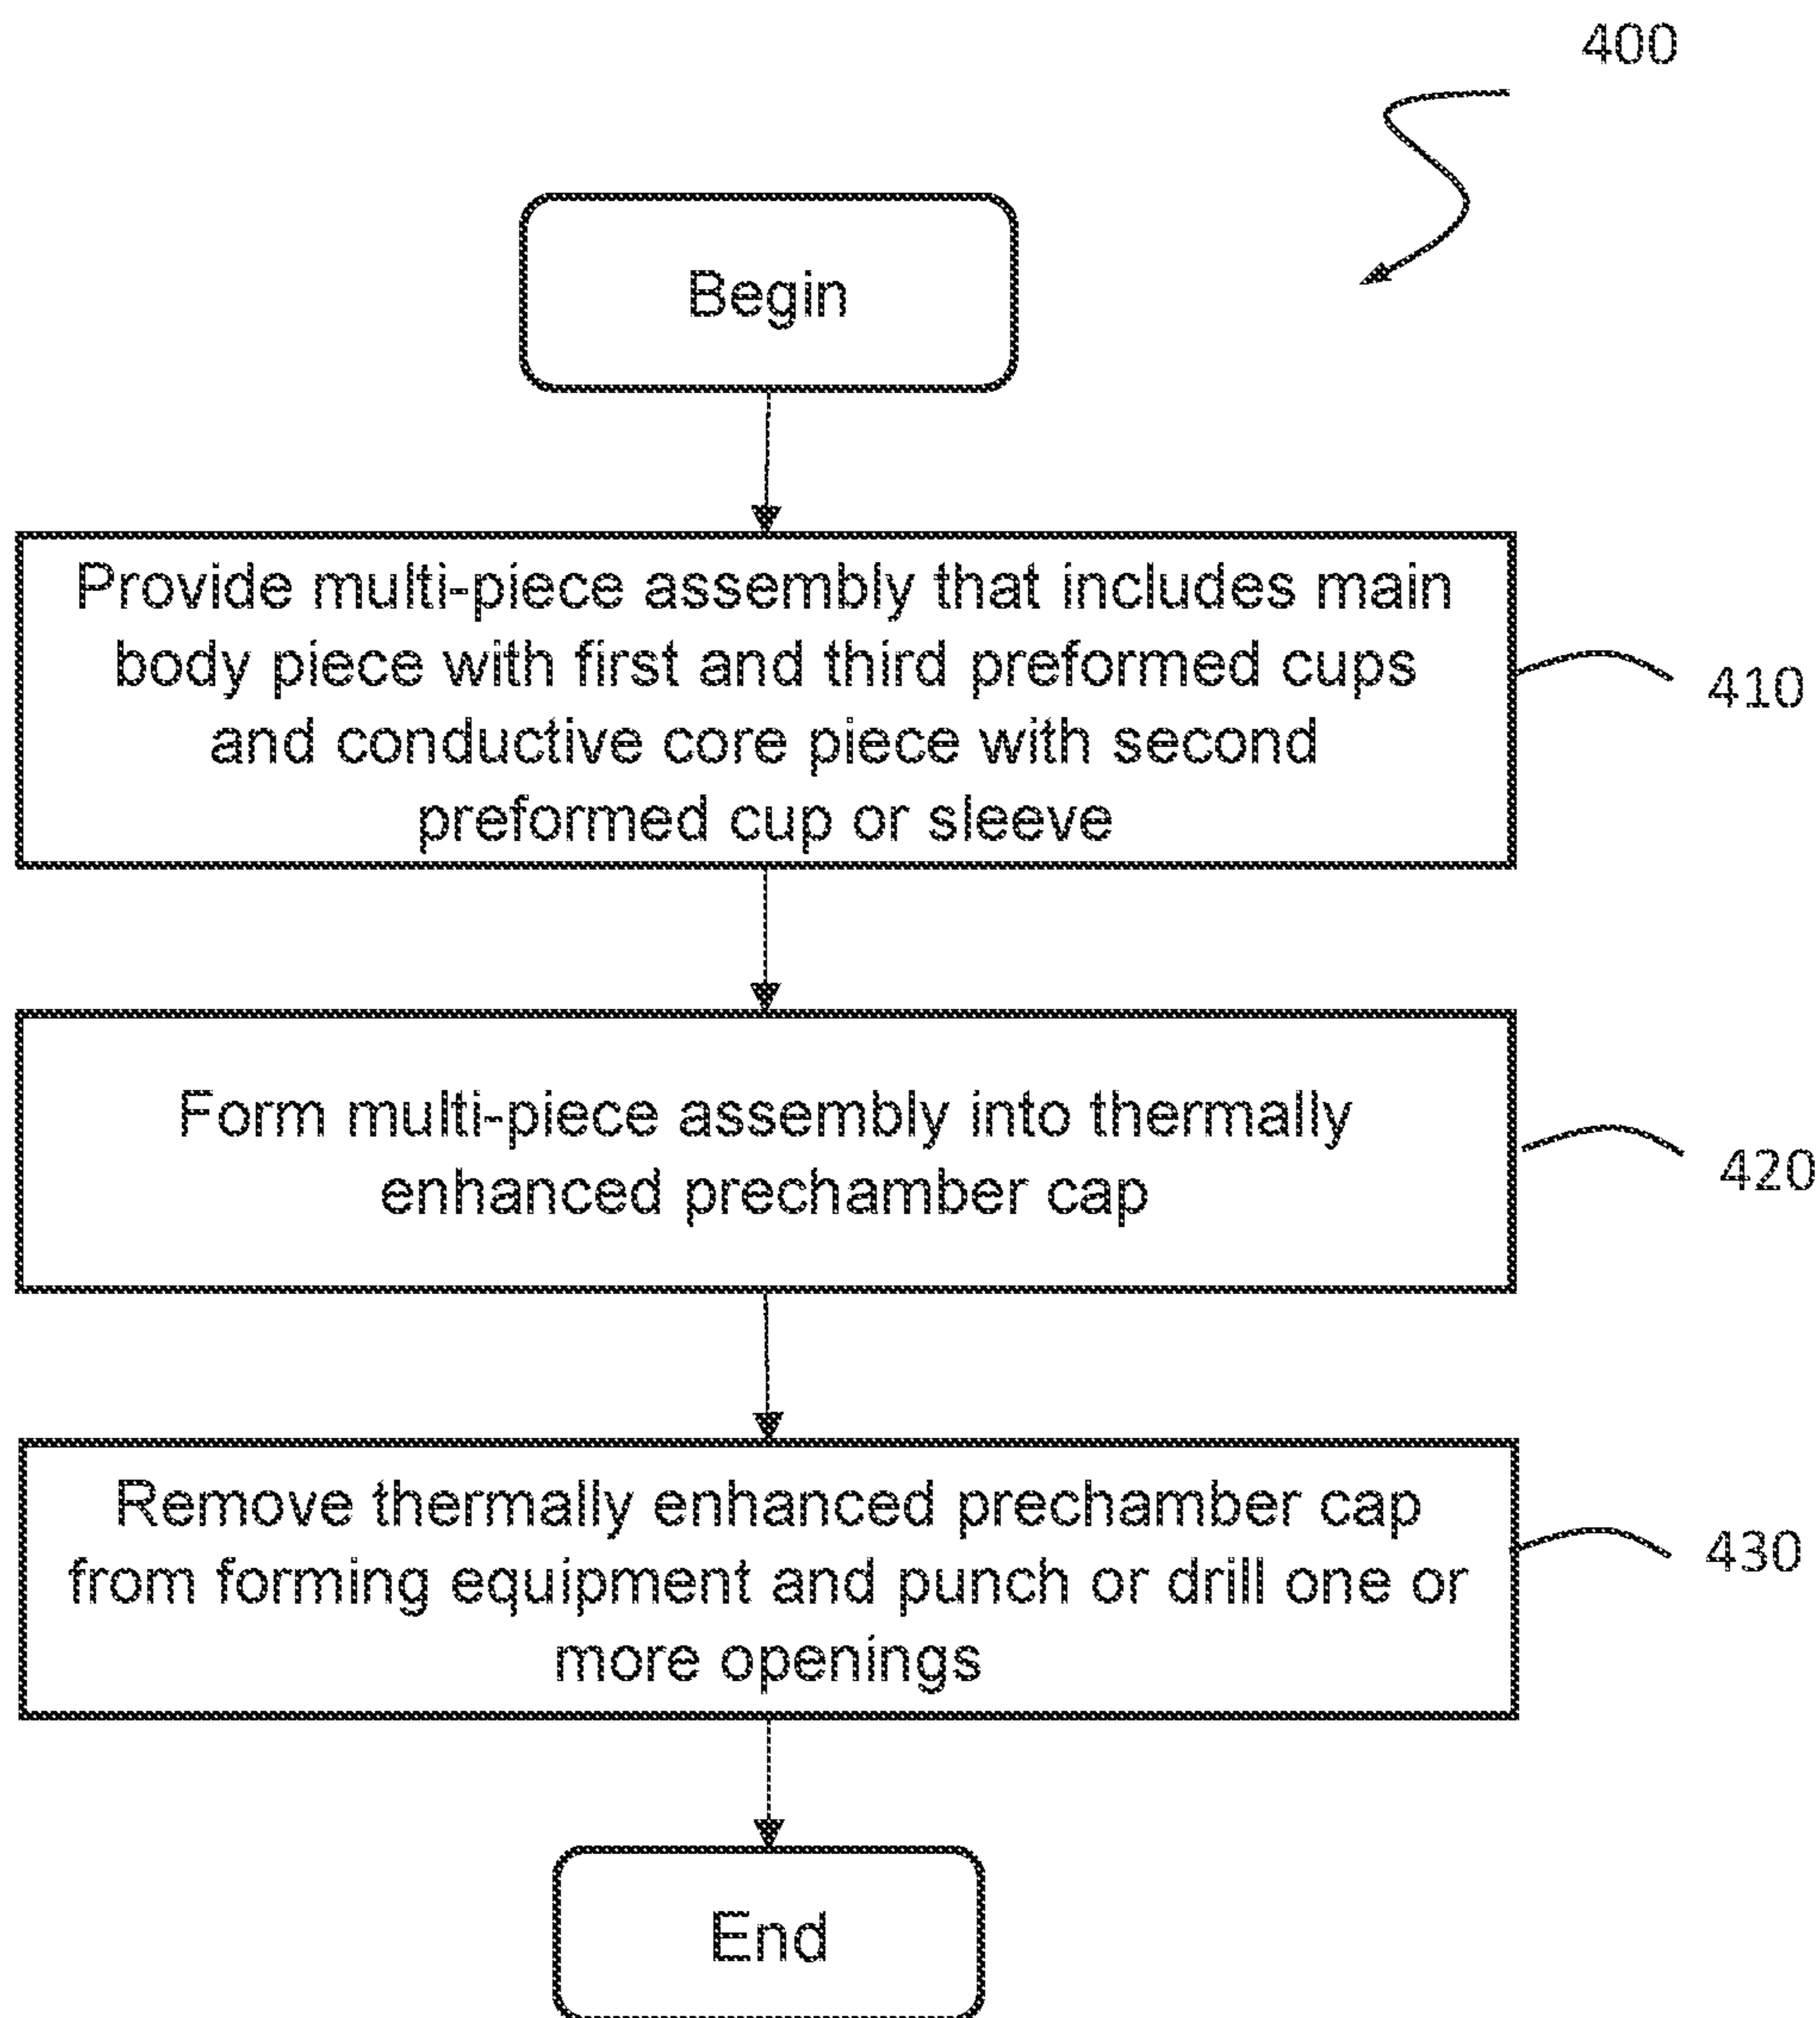 400
Begin
Provide multi-piece assembly that includes main
body piece with first and third preformed cups
and conductive core piece with second
preformed cup or sleeve
410
Form multi-piece assembly into thermally
enhanced prechamber cap
420
Remove thermally enhanced prechamber cap
from forming equipment and punch or drill one or
more openings
430
End